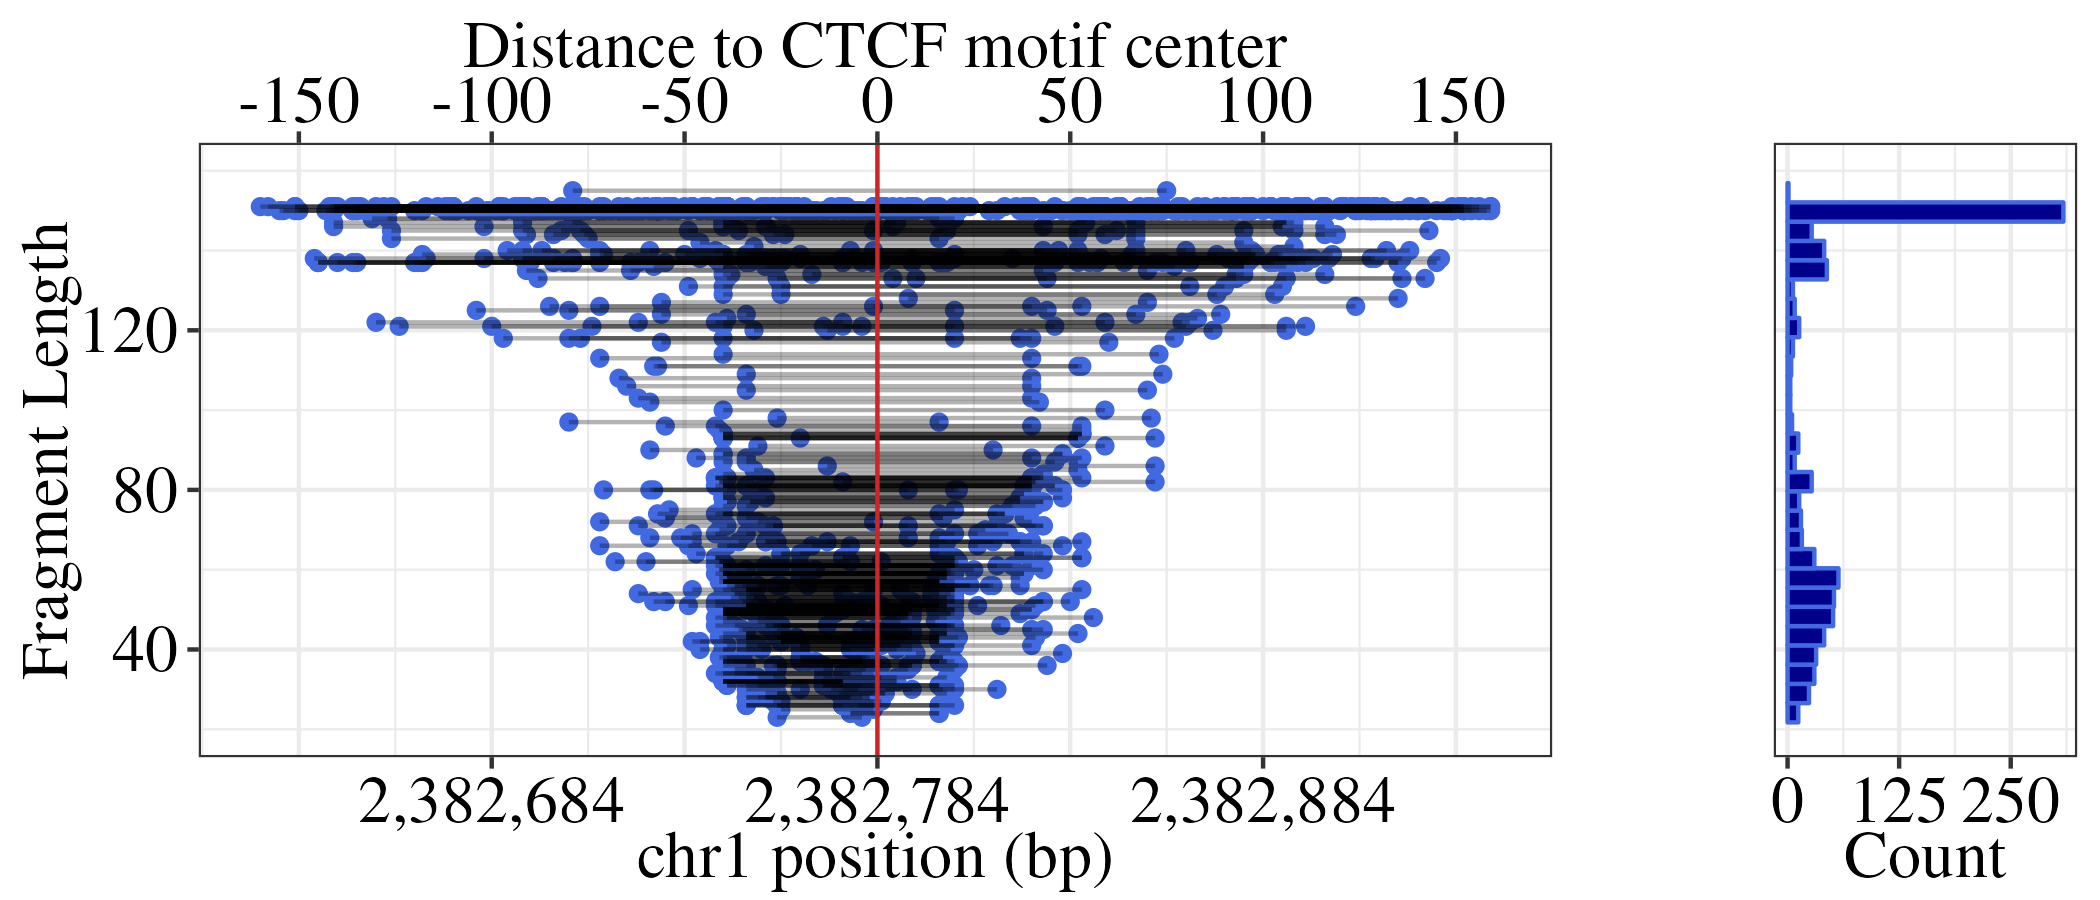 Distance to CTCF motif center
-150 -100 -50 0 50 100 150
Fragment Length
120
80
40
2,382,684 2,382,784 2,382,884
chr1 position (bp)
0 125 250
Count